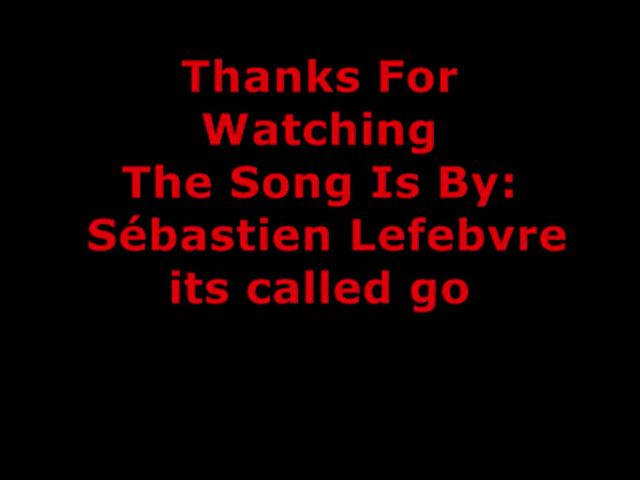 Thanks For
Watching
The Song Is By:
Sébastien Lefebvre
its called go